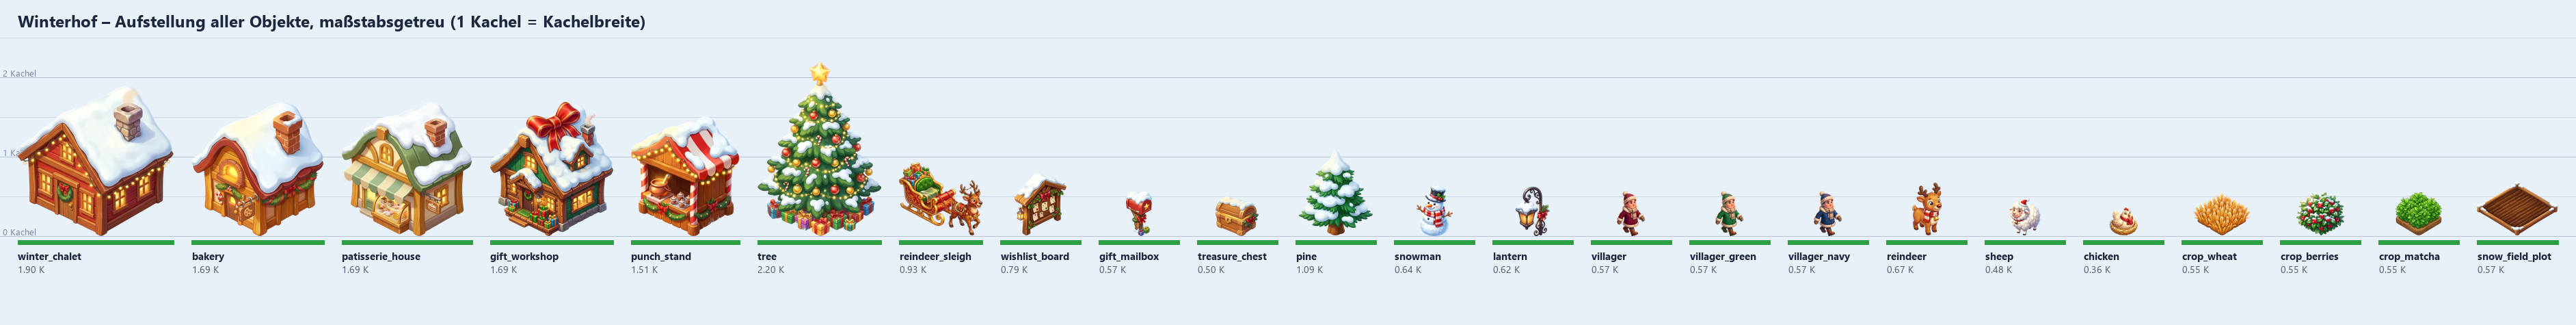 Winterhof – Aufstellung aller Objekte, maßstabsgetreu (1 Kachel = Kachelbreite)
2 Kachel
1
0 Kachel
winter_chalet
1.90 K
bakery
1.69 K
patisserie_house
1.69 K
gift_workshop
1.69 K
punch_stand
1.51 K
tree
2.20 K
reindeer_sleigh
0.93 K
wishlist_board
0.79 K
gift_mailbox
0.57 K
treasure_chest
0.50 K
pine
1.09 K
snowman
0.64 K
lantern
0.62 K
villager
0.57 K
villager_green
0.57 K
villager_navy
0.57 K
reindeer
0.67 K
sheep
0.48 K
chicken
0.36 K
crop_wheat
0.55 K
crop_berries
0.55 K
crop_matcha
0.55 K
snow_field_plot
0.57 K